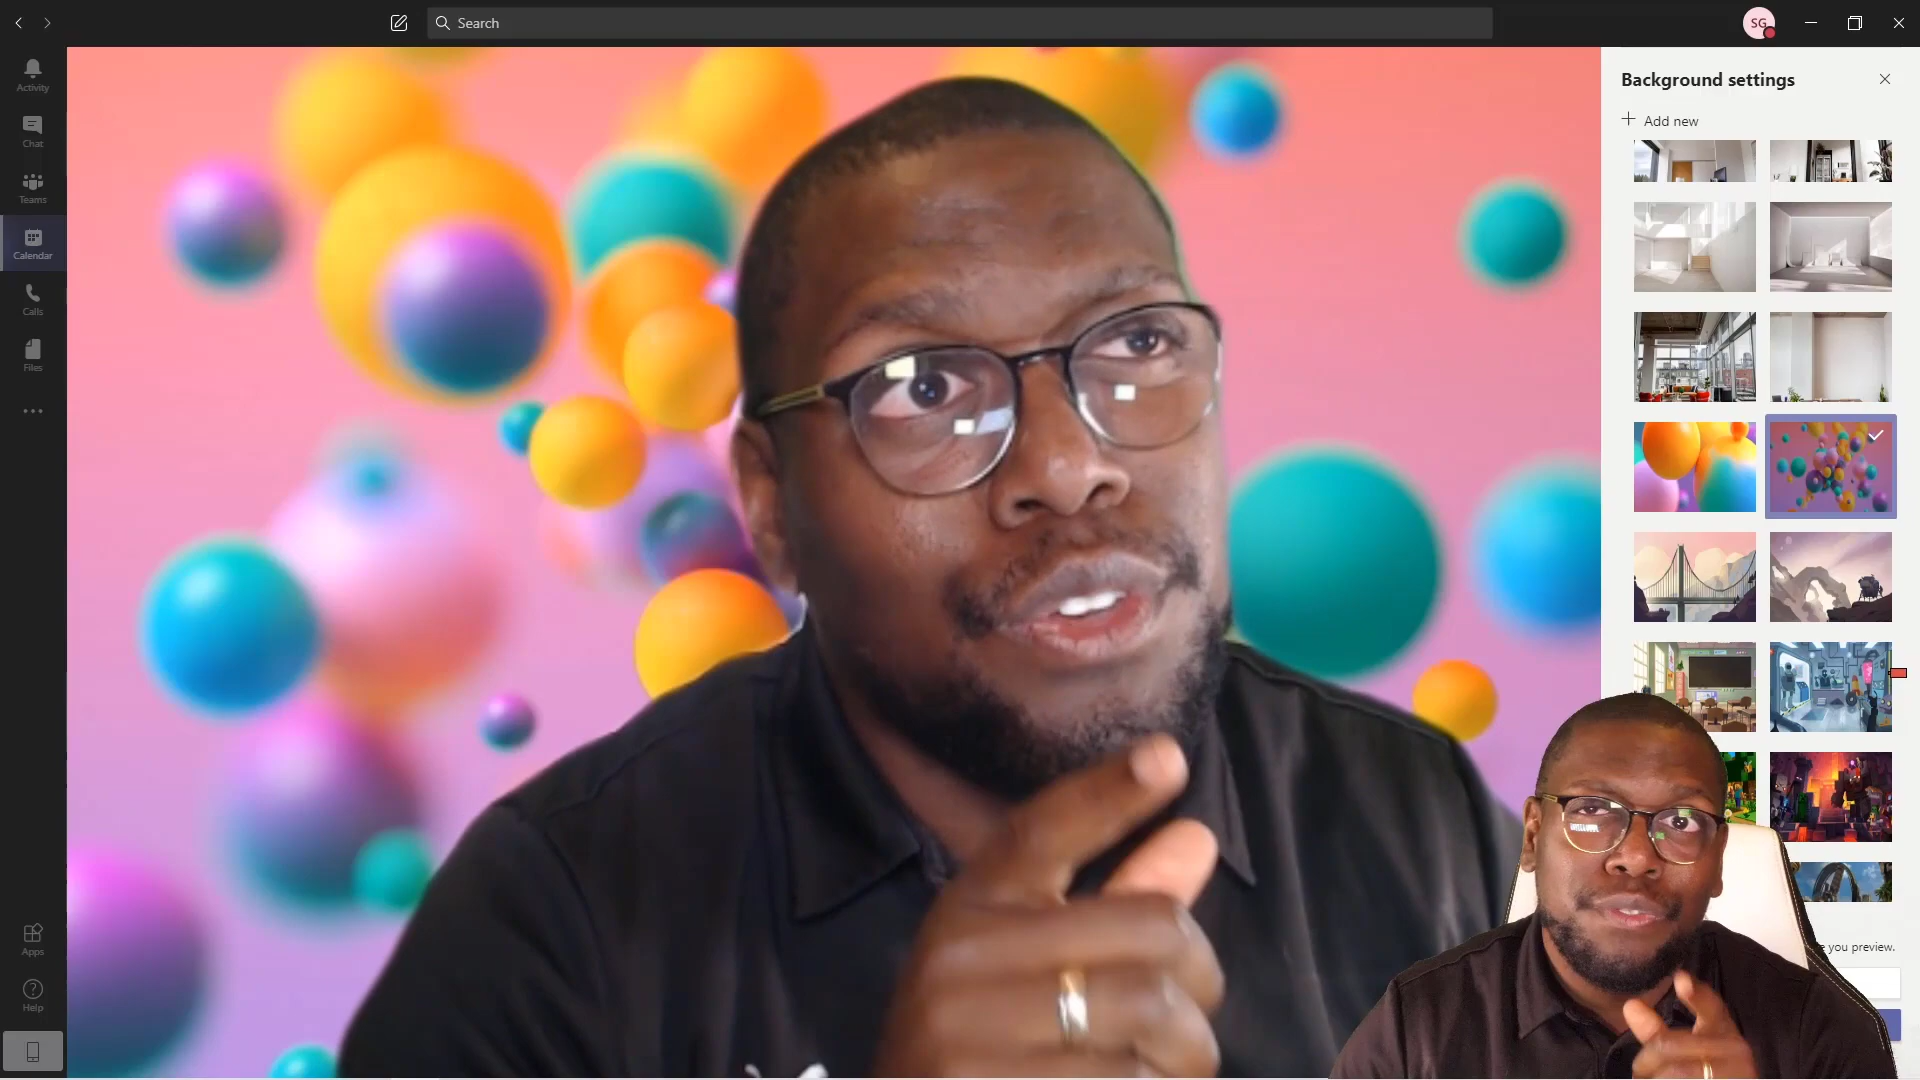 Search
SG
Activity
Chat
Teams
Calendar
Calls
Files
Apps
Help
Background settings
Add new
you preview.